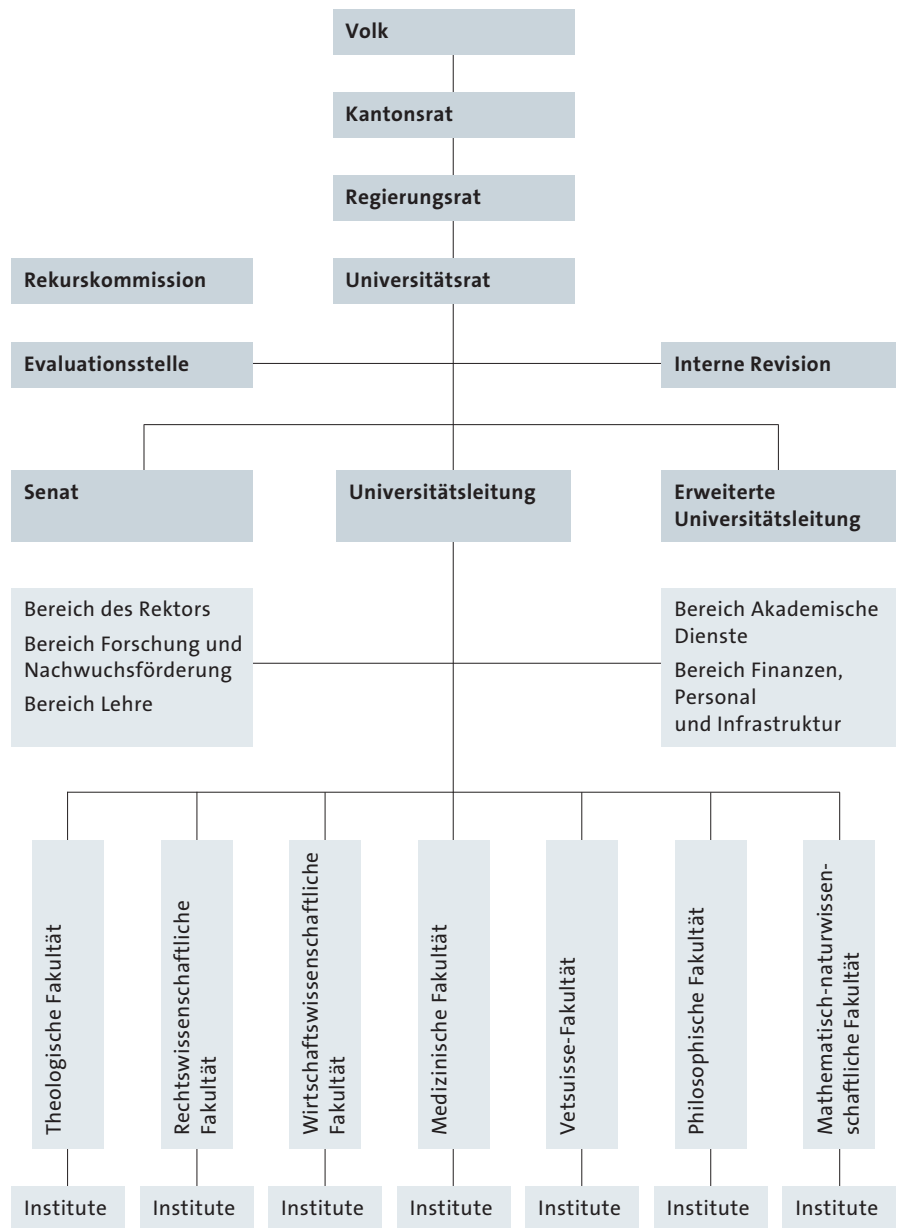 Volk
Kantonsrat
Regierungsrat
Rekurskommission
Universitätsrat
Evaluationsstelle
Interne Revision
Senat
Universitätsleitung
Erweiterte
Universitätsleitung
Bereich des Rektors
Bereich Forschung und
Nachwuchsförderung
Bereich Lehre
Bereich Akademische
Dienste
Bereich Finanzen,
Personal
und Infrastruktur
Theologische Fakultät
Rechtswissenschaftliche
Fakultät
Wirtschaftswissenschaftliche
Fakultät
Medizinische Fakultät
Vetsuisse-Fakultät
Philosophische Fakultät
Mathematisch-naturwissen-
schaftliche Fakultät
Institute
Institute
Institute
Institute
Institute
Institute
Institute